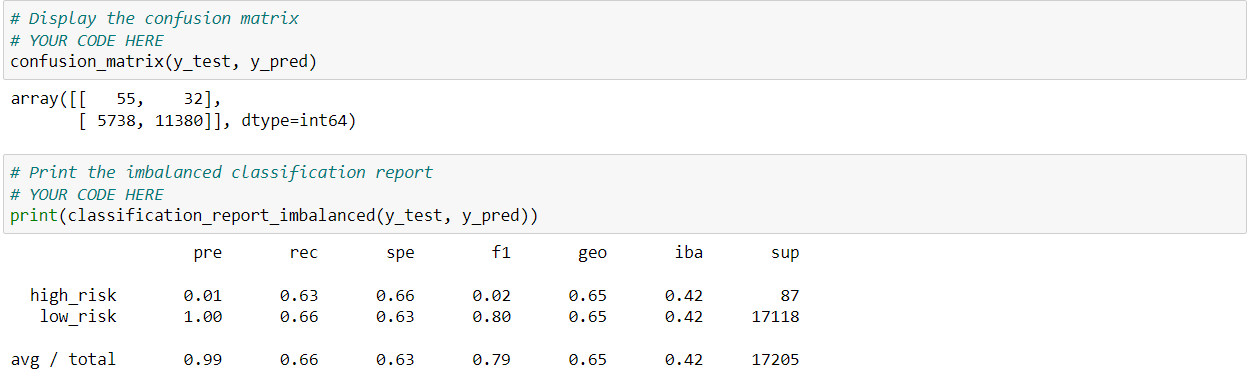 # Display the confusion matrix
# YOUR CODE HERE
confusion_matrix(y_test, y_pred)
array([[   55,    32],
       [ 5738, 11380]], dtype=int64)
# Print the imbalanced classification report
# YOUR CODE HERE
print(classification_report_imbalanced(y_test, y_pred))
                   pre       rec       spe        f1       geo       iba       sup
  high_risk       0.01      0.63      0.66      0.02      0.65      0.42        87
   low_risk       1.00      0.66      0.63      0.80      0.65      0.42     17118
avg / total       0.99      0.66      0.63      0.79      0.65      0.42     17205